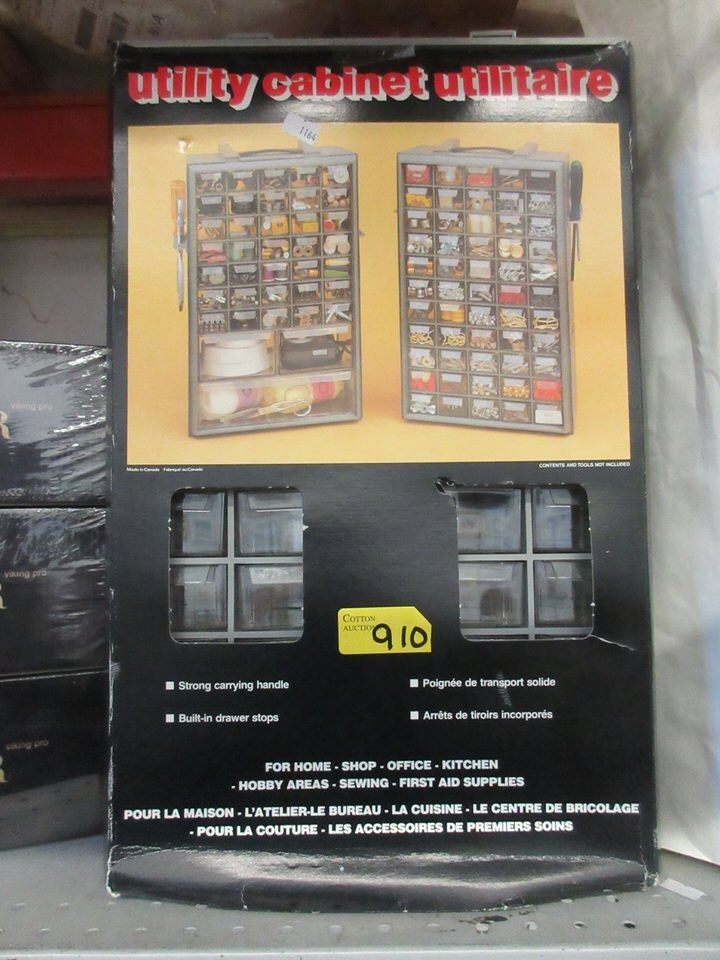 utility cabinet utilitaire
1164
Made in Canada Fabriqué au Canada
CONTENTS AND TOOLS NOT INCLUDED
viking pro
viking pro
viking pro
COTTON
AUCTION
910
■ Strong carrying handle
■ Built-in drawer stops
■ Poignée de transport solide
■ Arrêts de tiroirs incorporés
FOR HOME - SHOP - OFFICE - KITCHEN
- HOBBY AREAS - SEWING - FIRST AID SUPPLIES
POUR LA MAISON - L'ATELIER-LE BUREAU - LA CUISINE - LE CENTRE DE BRICOLAGE
- POUR LA COUTURE - LES ACCESSOIRES DE PREMIERS SOINS